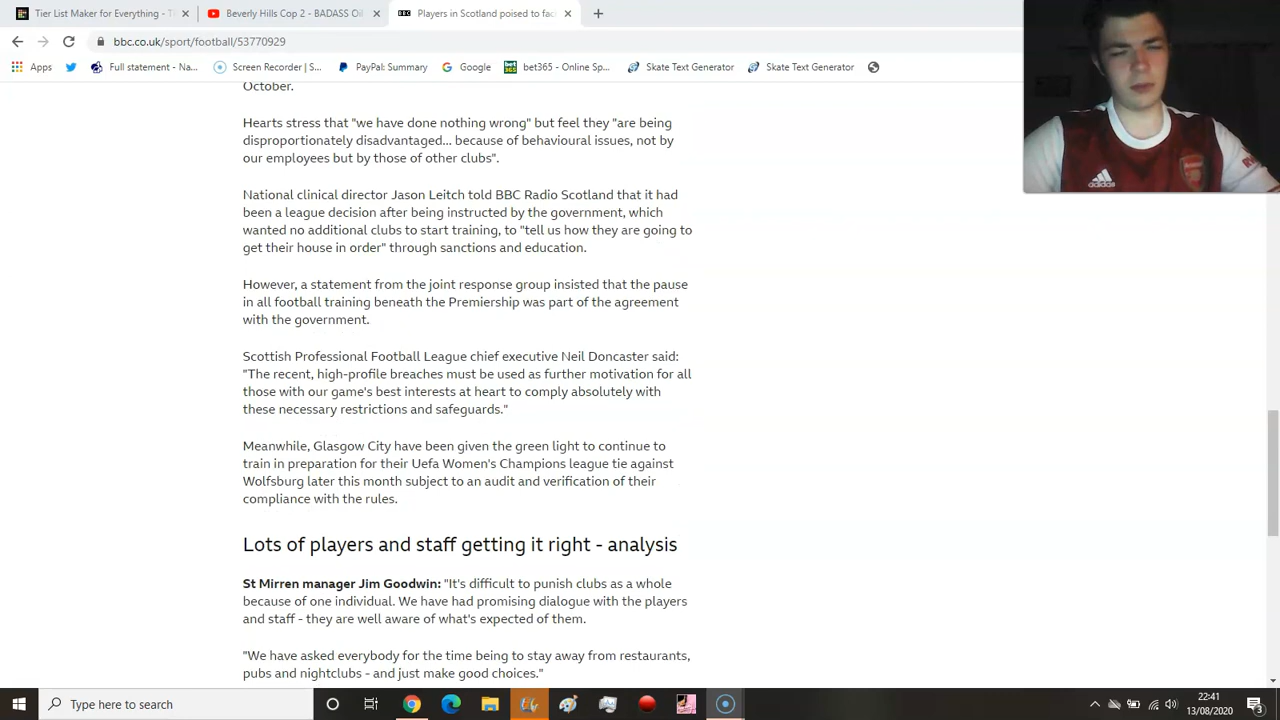 Tier List Maker for Everything - Ti
Beverly Hills Cop 2 - BADASS Oi
Players in Scotland poised to fac
bbc.co.uk/sport/football/53770929
Apps
Full statement - Na...
Screen Recorder | S...
PayPal: Summary
Google
bet365 - Online Sp...
Skate Text Generator
Skate Text Generator
October.
Hearts stress that "we have done nothing wrong" but feel they "are being
disproportionately disadvantaged... because of behavioural issues, not by
our employees but by those of other clubs".
National clinical director Jason Leitch told BBC Radio Scotland that it had
been a league decision after being instructed by the government, which
wanted no additional clubs to start training, to "tell us how they are going to
get their house in order" through sanctions and education.
However, a statement from the joint response group insisted that the pause
in all football training beneath the Premiership was part of the agreement
with the government.
Scottish Professional Football League chief executive Neil Doncaster said:
"The recent, high-profile breaches must be used as further motivation for all
those with our game's best interests at heart to comply absolutely with
these necessary restrictions and safeguards."
Meanwhile, Glasgow City have been given the green light to continue to
train in preparation for their Uefa Women's Champions league tie against
Wolfsburg later this month subject to an audit and verification of their
compliance with the rules.
Lots of players and staff getting it right - analysis
St Mirren manager Jim Goodwin: "It's difficult to punish clubs as a whole
because of one individual. We have had promising dialogue with the players
and staff - they are well aware of what's expected of them.
"We have asked everybody for the time being to stay away from restaurants,
pubs and nightclubs - and just make good choices."
Type here to search
22:41
13/08/2020